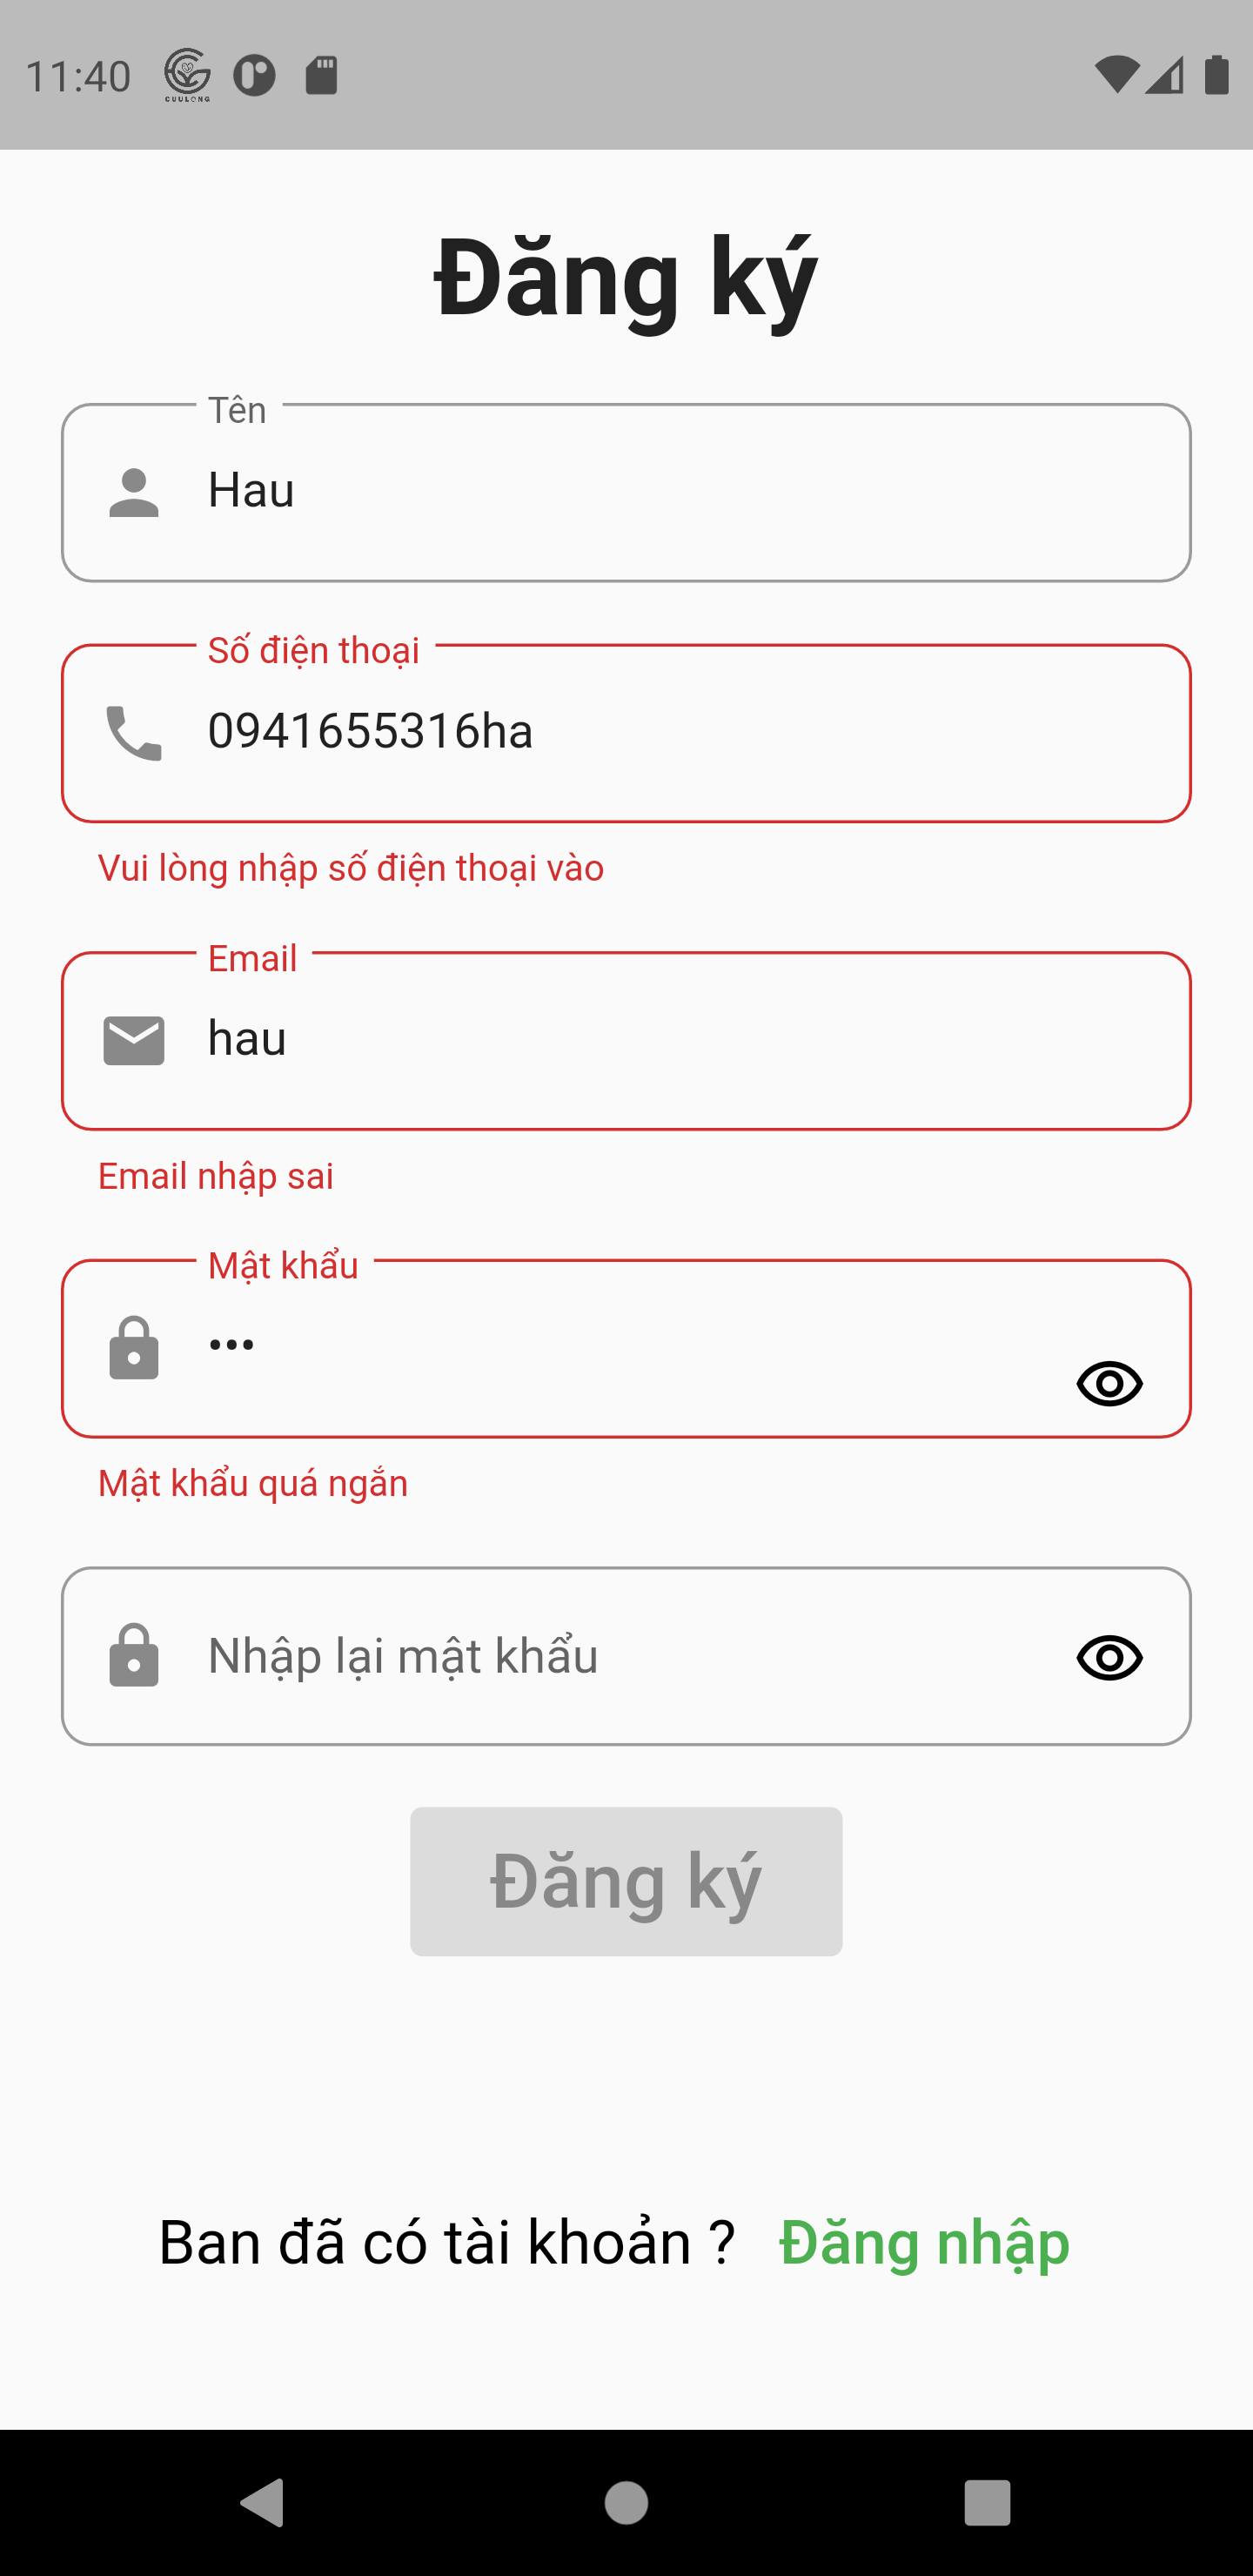 11:40
CUULONG
Đăng ký
Tên
Hau
Số điện thoại
0941655316ha
Vui lòng nhập số điện thoại vào
Email
hau
Email nhập sai
Mật khẩu
•••
Mật khẩu quá ngắn
Nhập lại mật khẩu
Đăng ký
Ban đã có tài khoản ? Đăng nhập